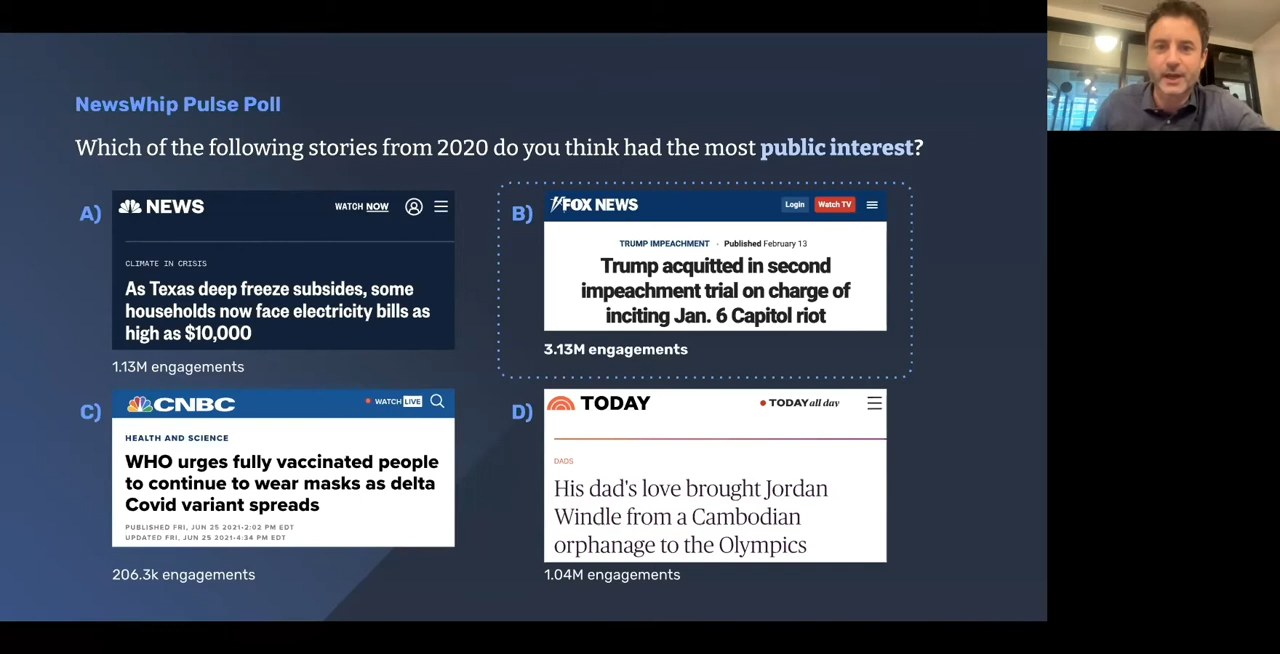 NewsWhip Pulse Poll
Which of the following stories from 2020 do you think had the most public interest?
A)
NEWS
WATCH NOW
CLIMATE IN CRISIS
As Texas deep freeze subsides, some
households now face electricity bills as
high as $10,000
1.13M engagements
B)
FOX NEWS
Login
Watch TV
TRUMP IMPEACHMENT · Published February 13
Trump acquitted in second
impeachment trial on charge of
inciting Jan. 6 Capitol riot
3.13M engagements
C)
CNBC
WATCH LIVE
HEALTH AND SCIENCE
WHO urges fully vaccinated people
to continue to wear masks as delta
Covid variant spreads
PUBLISHED FRI, JUN 25 2021•2:02 PM EDT
UPDATED FRI, JUN 25 2021•4:34 PM EDT
206.3k engagements
D)
TODAY
TODAY all day
DADS
His dad's love brought Jordan
Windle from a Cambodian
orphanage to the Olympics
1.04M engagements